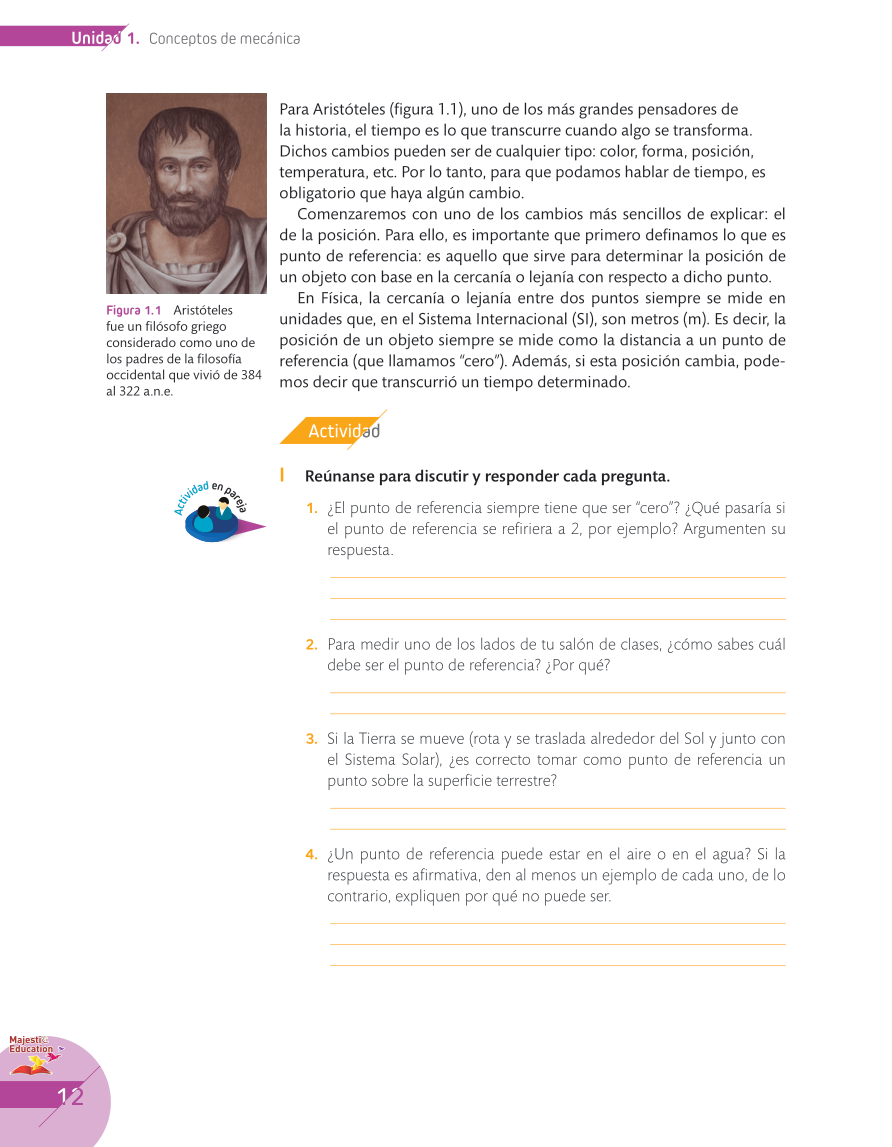 Unidad 1. Conceptos de mecánica
Para Aristóteles (figura 1.1), uno de los más grandes pensadores de
la historia, el tiempo es lo que transcurre cuando algo se transforma.
Dichos cambios pueden ser de cualquier tipo: color, forma, posición,
temperatura, etc. Por lo tanto, para que podamos hablar de tiempo, es
obligatorio que haya algún cambio.
Comenzaremos con uno de los cambios más sencillos de explicar: el
de la posición. Para ello, es importante que primero definamos lo que es
punto de referencia: es aquello que sirve para determinar la posición de
un objeto con base en la cercanía o lejanía con respecto a dicho punto.
En Física, la cercanía o lejanía entre dos puntos siempre se mide en
unidades que, en el Sistema Internacional (SI), son metros (m). Es decir, la
posición de un objeto siempre se mide como la distancia a un punto de
referencia (que llamamos “cero”). Además, si esta posición cambia, pode-
mos decir que transcurrió un tiempo determinado.
Figura 1.1 Aristóteles
fue un filósofo griego
considerado como uno de
los padres de la filosofía
occidental que vivió de 384
al 322 a.n.e.
Actividad
Actividad en pareja
I Reúnanse para discutir y responder cada pregunta.
1. ¿El punto de referencia siempre tiene que ser “cero”? ¿Qué pasaría si
el punto de referencia se refiriera a 2, por ejemplo? Argumenten su
respuesta.
2. Para medir uno de los lados de tu salón de clases, ¿cómo sabes cuál
debe ser el punto de referencia? ¿Por qué?
3. Si la Tierra se mueve (rota y se traslada alrededor del Sol y junto con
el Sistema Solar), ¿es correcto tomar como punto de referencia un
punto sobre la superficie terrestre?
4. ¿Un punto de referencia puede estar en el aire o en el agua? Si la
respuesta es afirmativa, den al menos un ejemplo de cada uno, de lo
contrario, expliquen por qué no puede ser.
Majestic
Education
12